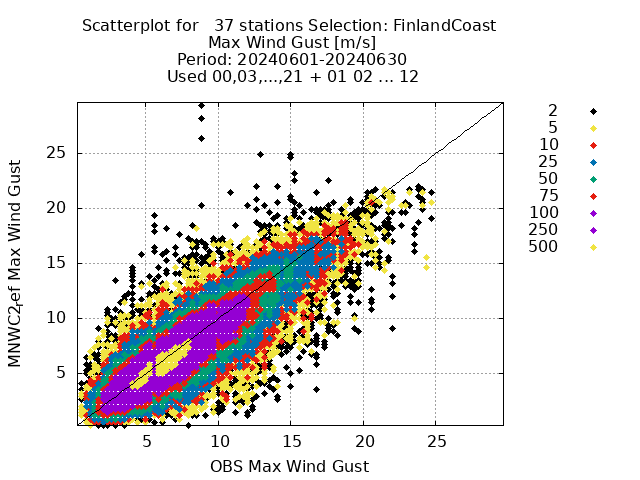 Scatterplot for 37 stations Selection: FinlandCoast
Max Wind Gust [m/s]
Period: 20240601-20240630
Used 00,03,...,21 + 01 02 ... 12
MNWC2,ef Max Wind Gust
25
20
15
10
5
5 10 15 20 25
OBS Max Wind Gust
2
5
10
25
50
75
100
250
500